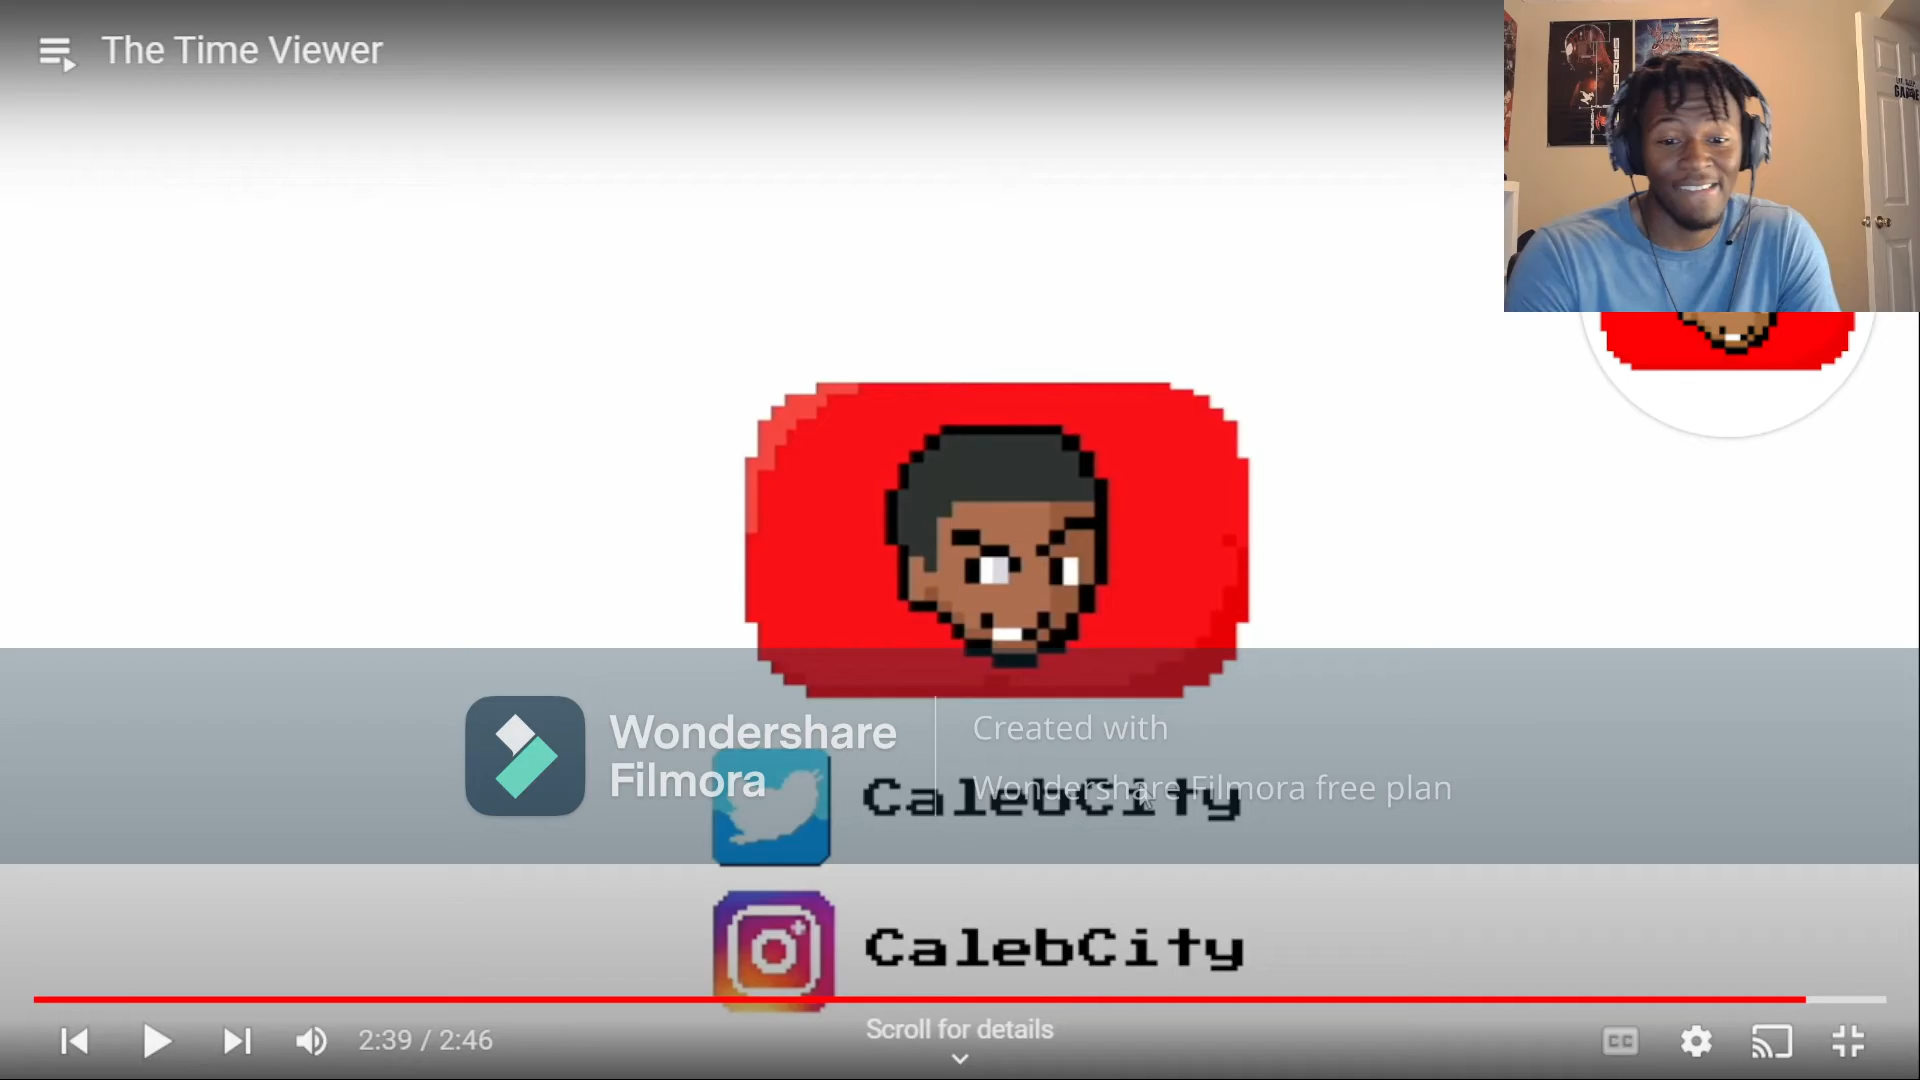 The Time Viewer
Wondershare
Filmora
Created with
Wondershare Filmora free plan
CalebCity
CalebCity
2:39 / 2:46
Scroll for details
CC